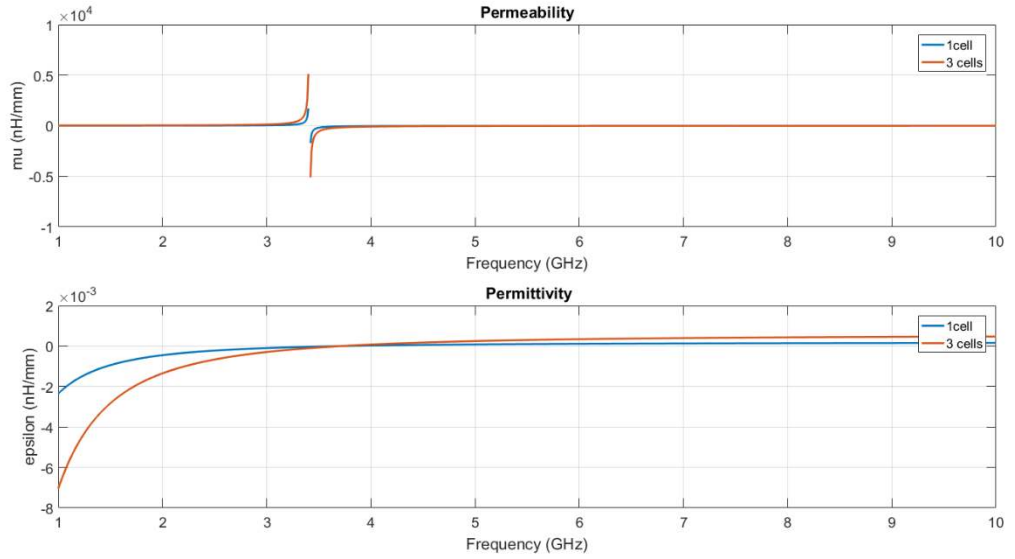 Permeability
×10⁴
1
0.5
0
-0.5
-1
mu (nH/mm)
1cell
3 cells
1 2 3 4 5 6 7 8 9 10
Frequency (GHz)
Permittivity
×10⁻³
2
0
-2
-4
-6
-8
epsilon (nH/mm)
1cell
3 cells
1 2 3 4 5 6 7 8 9 10
Frequency (GHz)